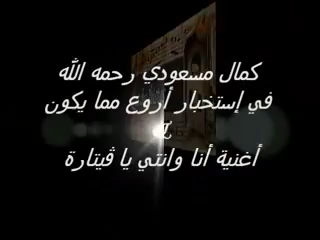 كمال مسعودي رحمه الله
في إستخبار أروع مما يكون
أغنية أنا وانتي يا ڤيتارة